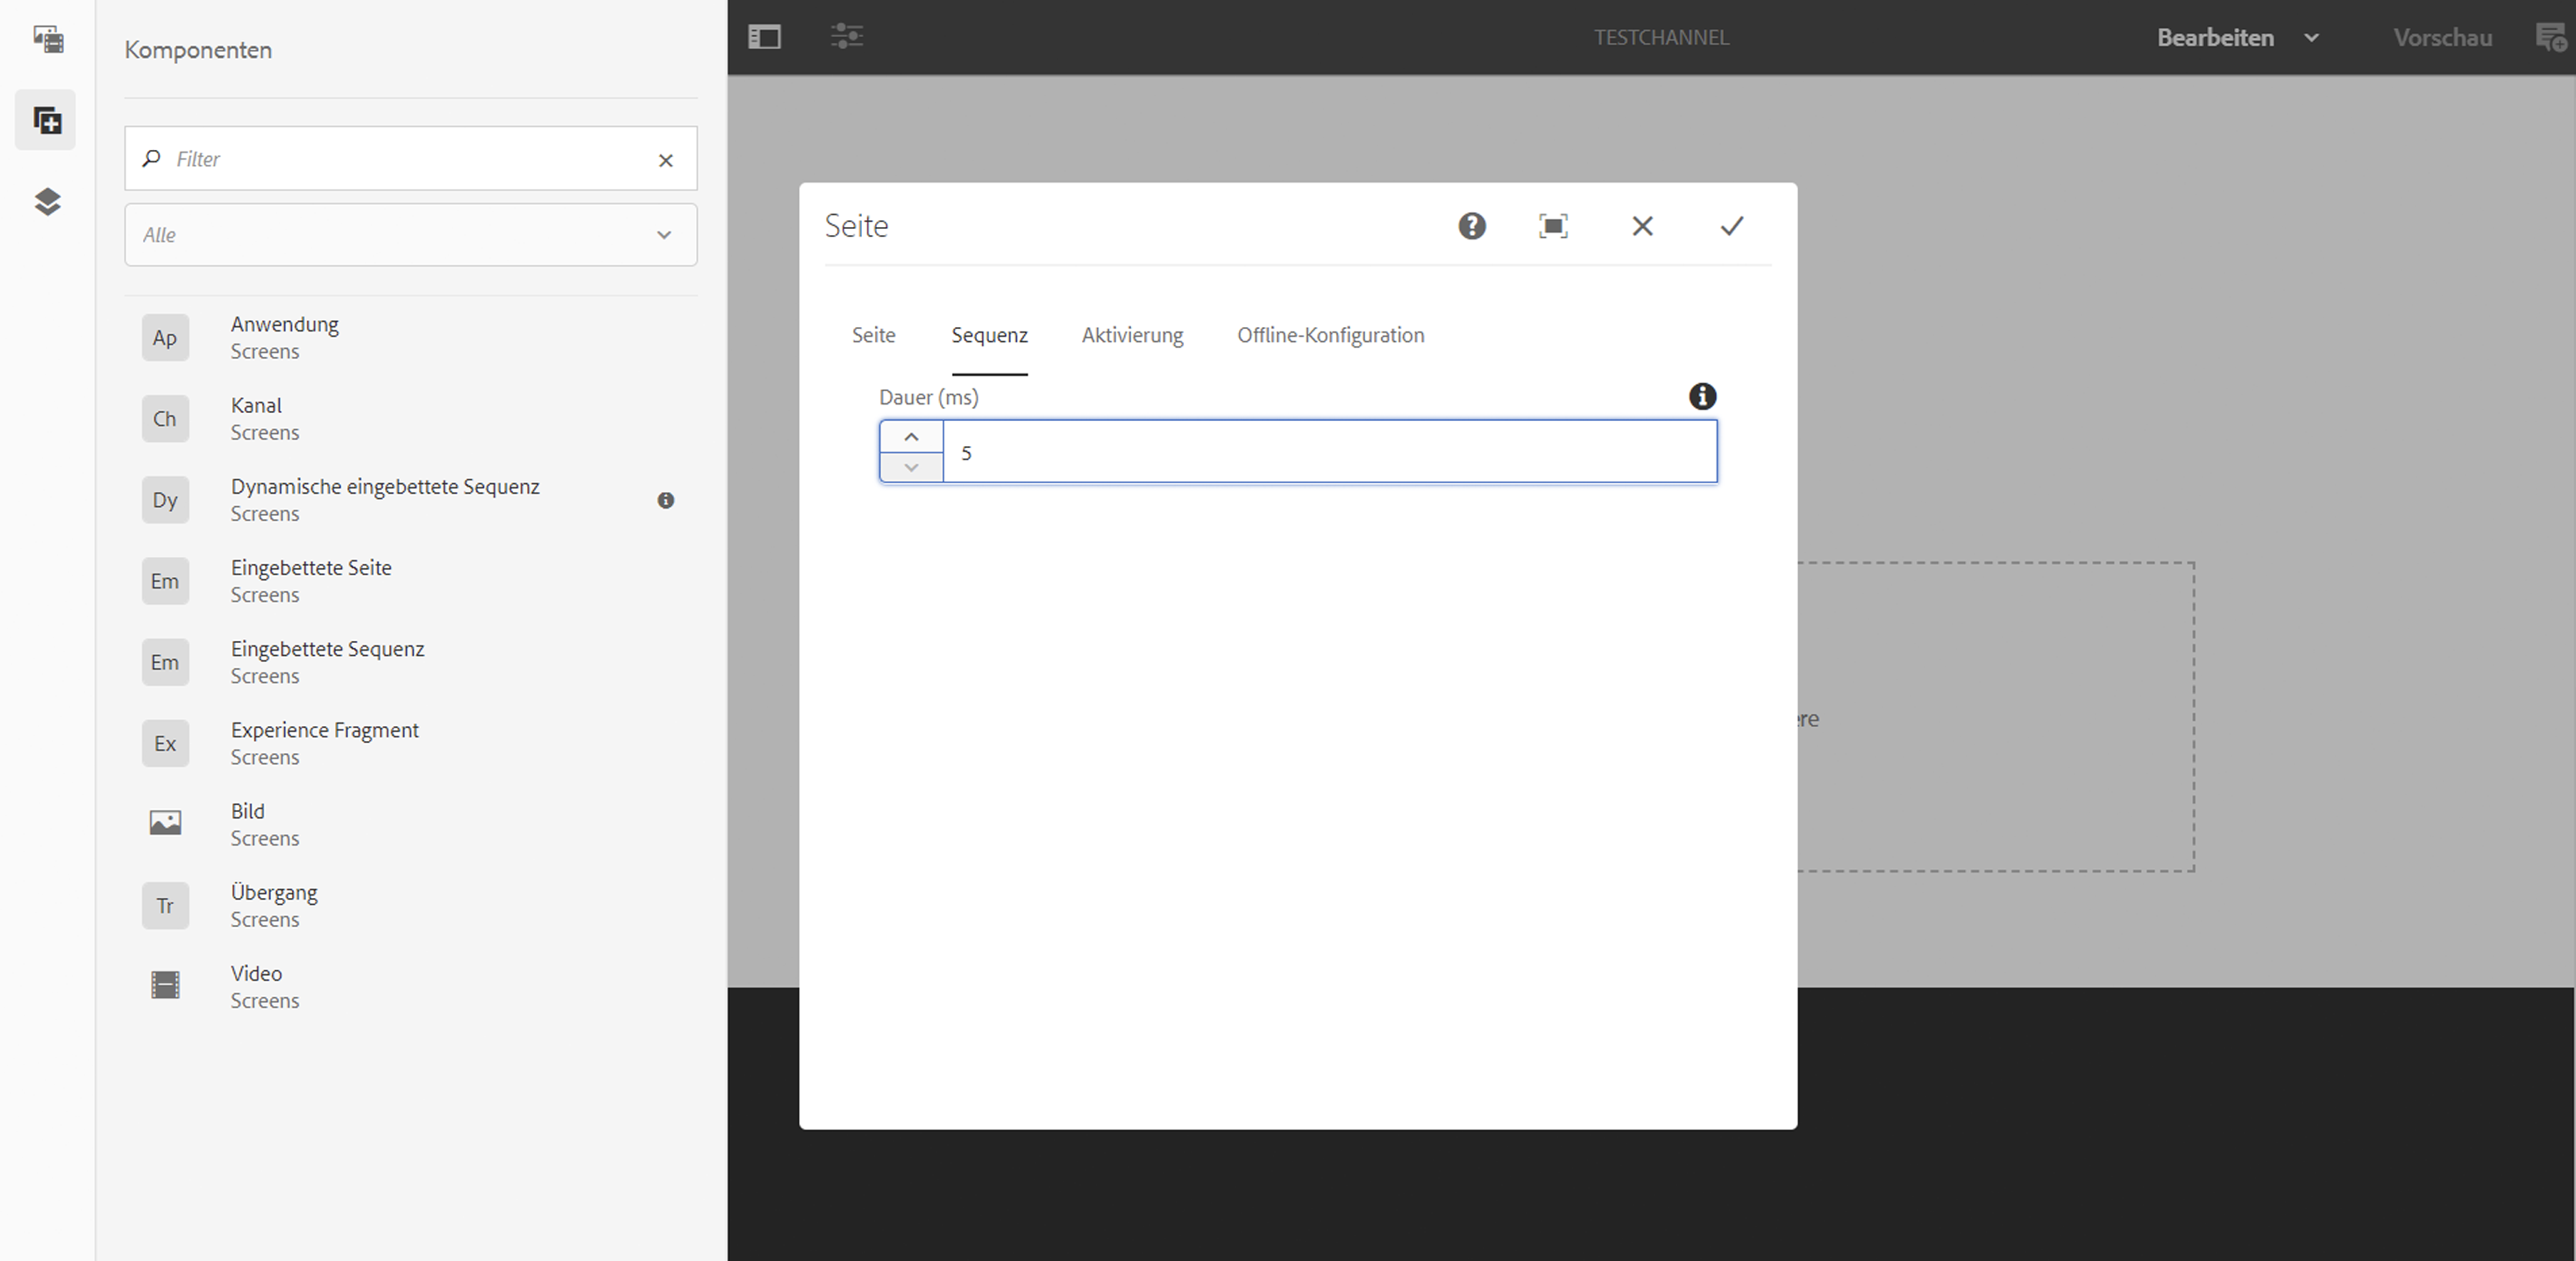 Komponenten
Filter
Alle
Ap
Anwendung
Screens
Ch
Kanal
Screens
Dy
Dynamische eingebettete Sequenz
Screens
Em
Eingebettete Seite
Screens
Em
Eingebettete Sequenz
Screens
Ex
Experience Fragment
Screens
Bild
Screens
Tr
Übergang
Screens
Video
Screens
TESTCHANNEL
Bearbeiten
Vorschau
Seite
Seite Sequenz Aktivierung Offline-Konfiguration
Dauer (ms)
5